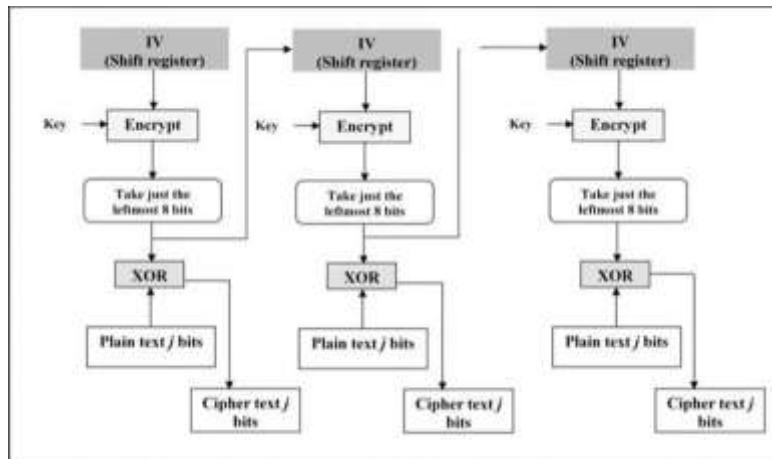 IV
(Shift register)
IV
(Shift register)
IV
(Shift register)
Key
Encrypt
Key
Encrypt
Key
Encrypt
Take just the
leftmost 8 bits
Take just the
leftmost 8 bits
Take just the
leftmost 8 bits
XOR
XOR
XOR
Plain text j bits
Plain text j bits
Plain text j bits
Cipher text j
bits
Cipher text j
bits
Cipher text j
bits